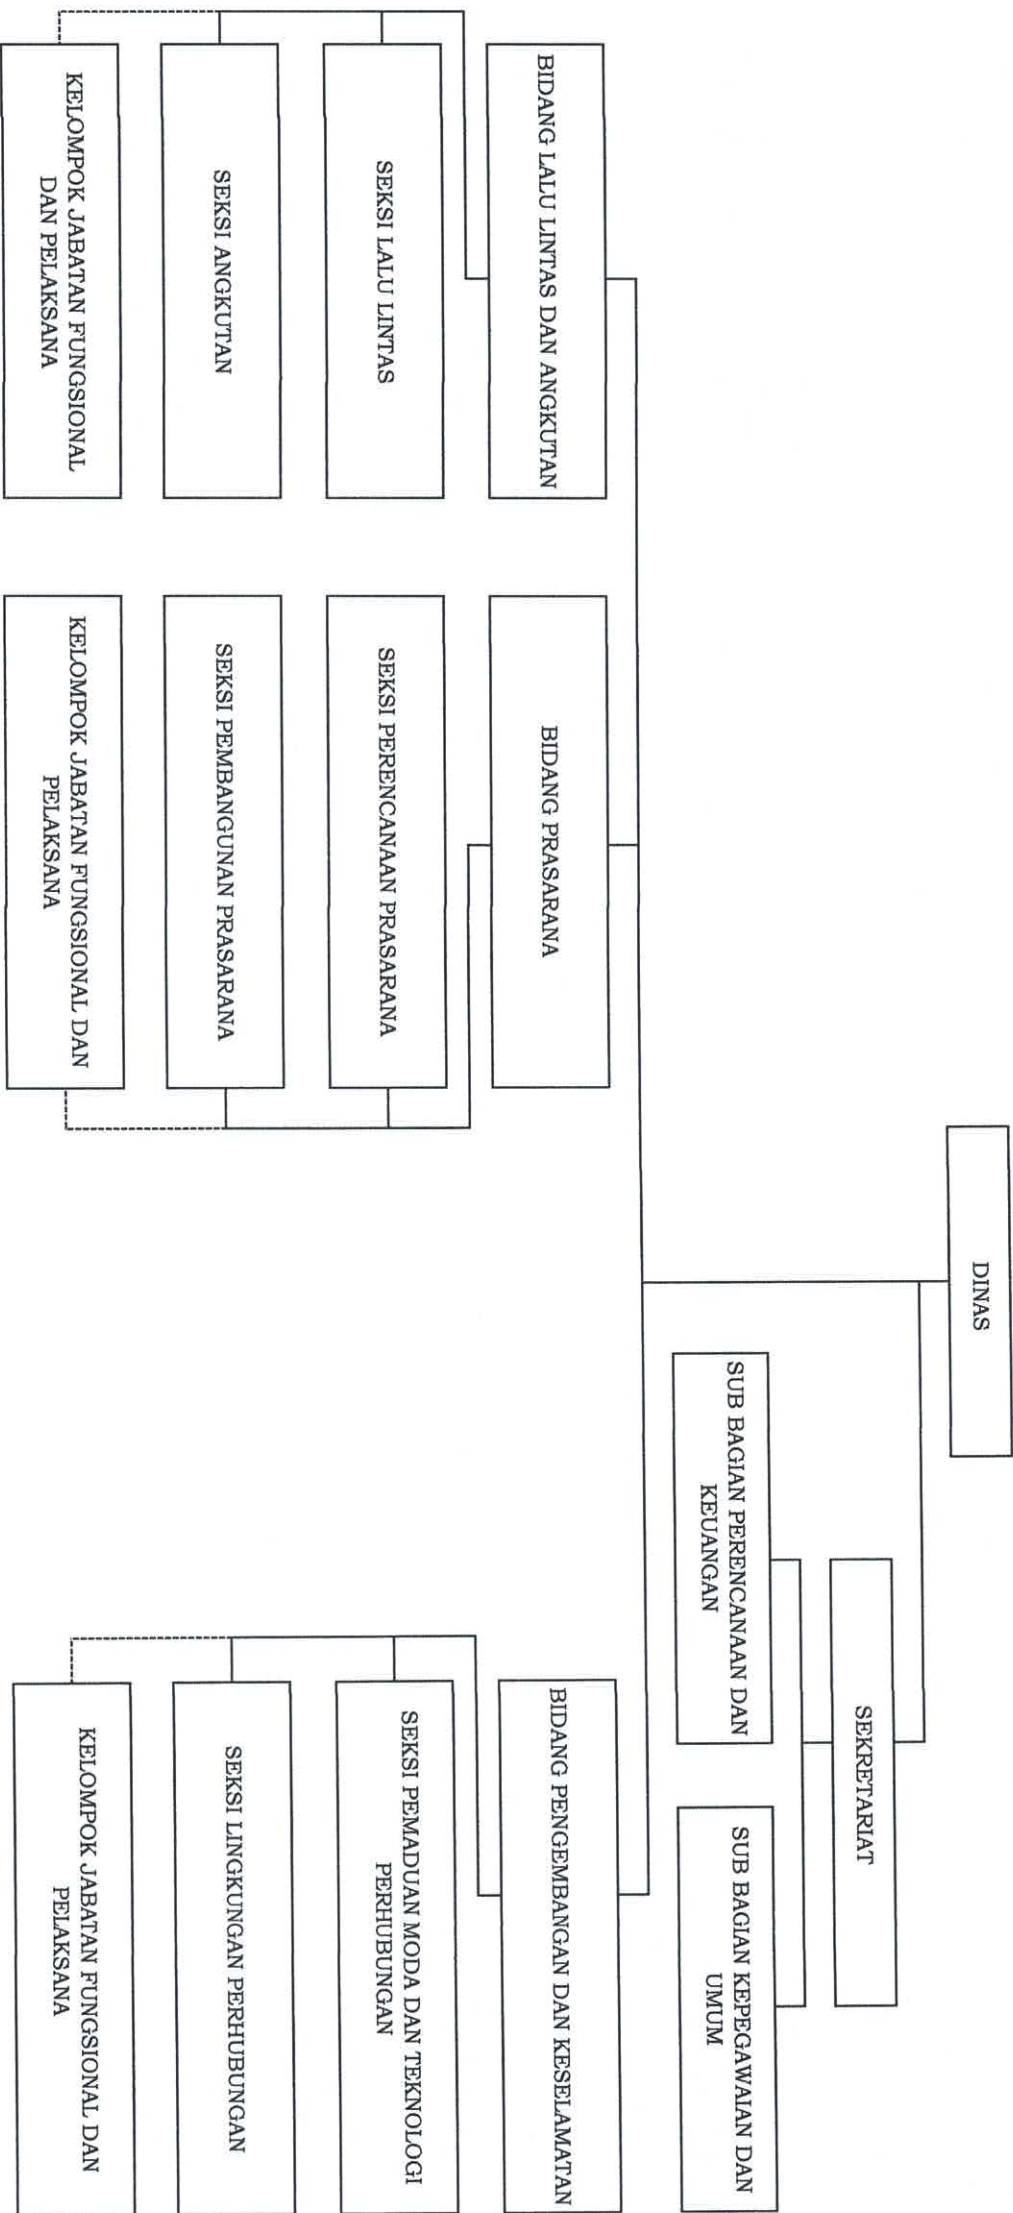 DINAS
SEKRETARIAT
SUB BAGIAN PERENCANAAN DAN
KEUANGAN
SUB BAGIAN KEPEGAWAIAN DAN
UMUM
BIDANG LALU LINTAS DAN ANGKUTAN
SEKSI LALU LINTAS
SEKSI ANGKUTAN
KELOMPOK JABATAN FUNGSIONAL
DAN PELAKSANA
BIDANG PRASARANA
SEKSI PERENCANAAN PRASARANA
SEKSI PEMBANGUNAN PRASARANA
KELOMPOK JABATAN FUNGSIONAL DAN
PELAKSANA
BIDANG PENGEMBANGAN DAN KESELAMATAN
SEKSI PEMADUAN MODA DAN TEKNOLOGI
PERHUBUNGAN
SEKSI LINGKUNGAN PERHUBUNGAN
KELOMPOK JABATAN FUNGSIONAL DAN
PELAKSANA